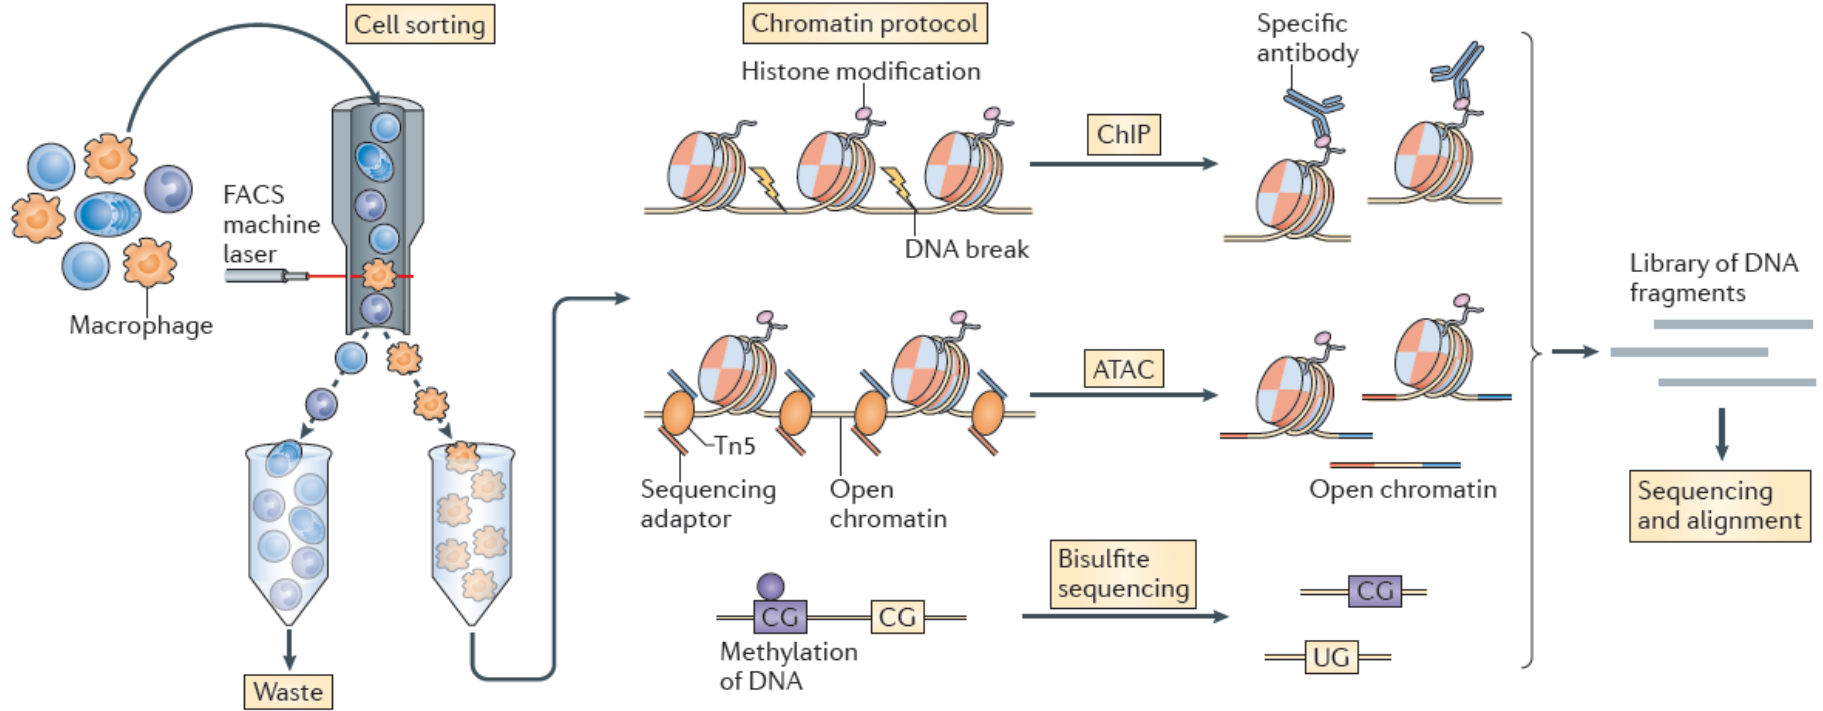 Cell sorting
FACS
machine
laser
Macrophage
Waste
Chromatin protocol
Histone modification
DNA break
ChIP
Specific
antibody
Tn5
Sequencing
adaptor
Open
chromatin
ATAC
Open chromatin
CG
CG
Methylation
of DNA
Bisulfite
sequencing
CG
UG
Library of DNA
fragments
Sequencing
and alignment